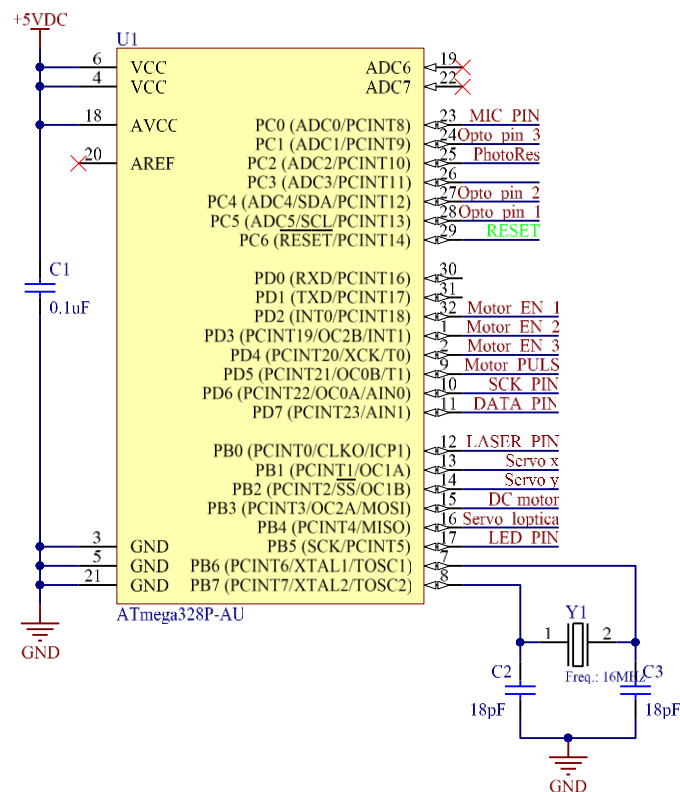 +5VDC
U1
6 VCC
4 VCC
18 AVCC
20 AREF
ADC6 19
ADC7 22
PC0 (ADC0/PCINT8) 23 MIC_PIN
PC1 (ADC1/PCINT9) 24 Opto_pin_3
PC2 (ADC2/PCINT10) 25 PhotoRes
PC3 (ADC3/PCINT11) 26
PC4 (ADC4/SDA/PCINT12) 27 Opto_pin_2
PC5 (ADC5/SCL/PCINT13) 28 Opto_pin_1
PC6 (RESET/PCINT14) 29 RESET
PD0 (RXD/PCINT16) 30
PD1 (TXD/PCINT17) 31
PD2 (INT0/PCINT18) 32 Motor_EN_1
PD3 (PCINT19/OC2B/INT1) 1 Motor_EN_2
PD4 (PCINT20/XCK/T0) 2 Motor_EN_3
PD5 (PCINT21/OC0B/T1) 9 Motor_PULS
PD6 (PCINT22/OC0A/AIN0) 10 SCK_PIN
PD7 (PCINT23/AIN1) 11 DATA_PIN
PB0 (PCINT0/CLKO/ICP1) 12 LASER_PIN
PB1 (PCINT1/OC1A) 13 Servo x
PB2 (PCINT2/SS/OC1B) 14 Servo y
PB3 (PCINT3/OC2A/MOSI) 15 DC motor
PB4 (PCINT4/MISO) 16 Servo_loptica
PB5 (SCK/PCINT5) 17 LED_PIN
PB6 (PCINT6/XTAL1/TOSC1) 7
PB7 (PCINT7/XTAL2/TOSC2) 8
C1
0.1uF
3 GND
5 GND
21 GND
ATmega328P-AU
GND
Y1
1 2
Freq.: 16MHz
C2
18pF
C3
18pF
GND